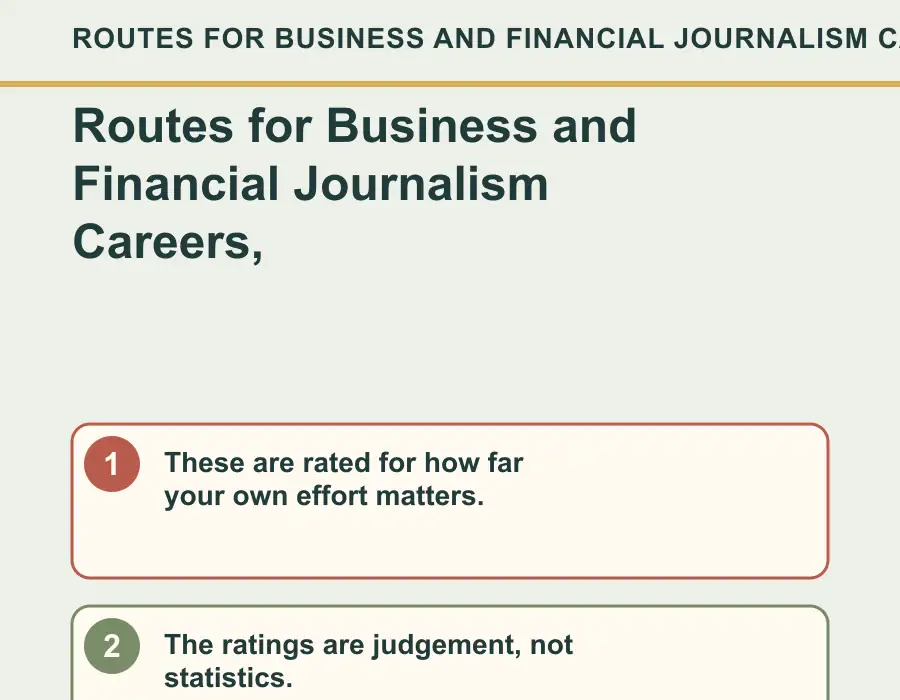 ROUTES FOR BUSINESS AND FINANCIAL JOURNALISM
Routes for Business and
Financial Journalism
Careers,
1
These are rated for how far
your own effort matters.
2
The ratings are judgement, not
statistics.